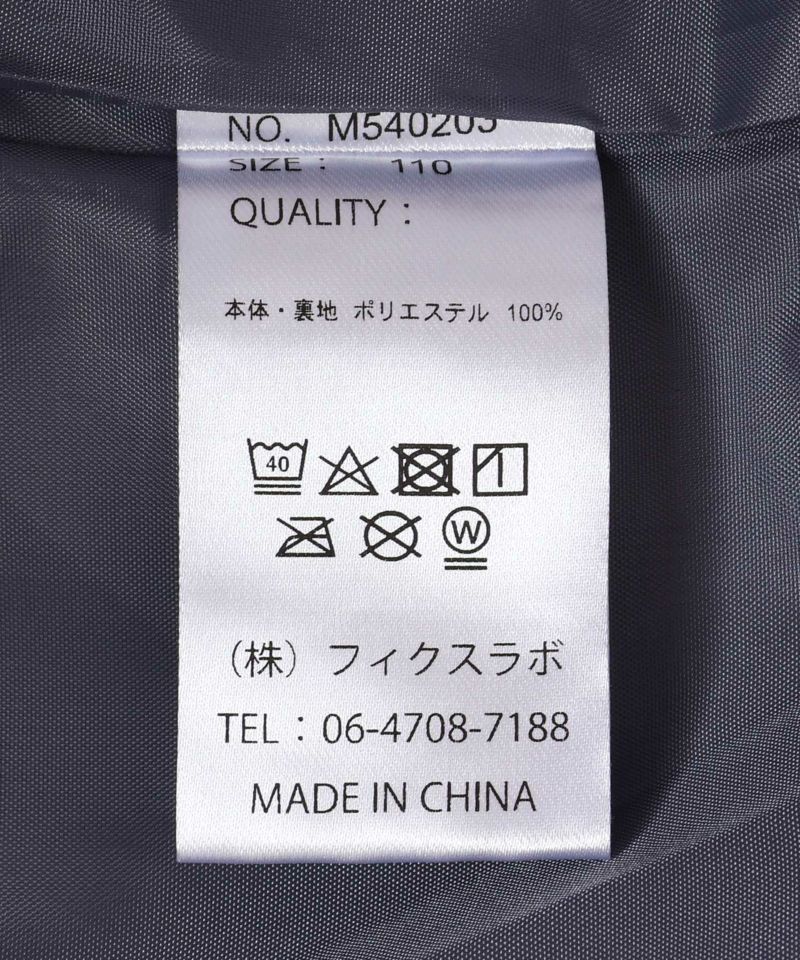 NO. M540205
SIZE : 110
QUALITY :
本体・裏地 ポリエステル 100%
40
W
(株) フィクスラボ
TEL : 06-4708-7188
MADE IN CHINA